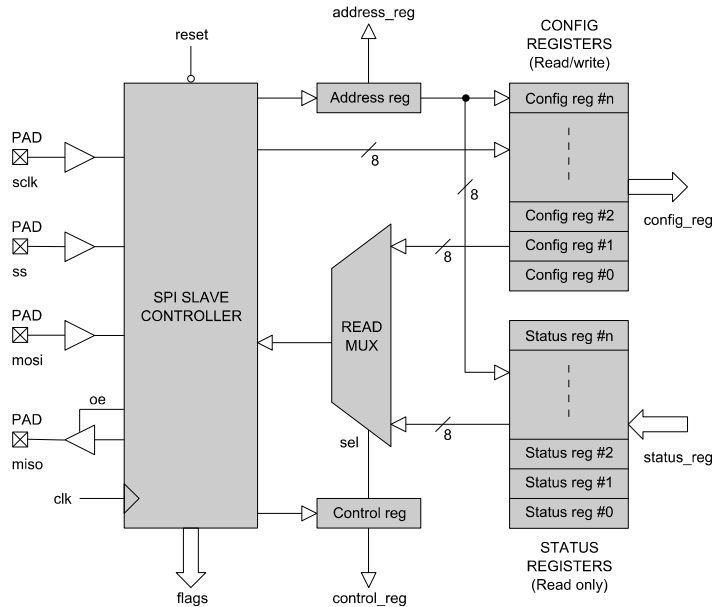 address_reg
CONFIG
REGISTERS
(Read/write)
reset
Address reg
Config reg #n
PAD
sclk
8
8
config_reg
Config reg #2
Config reg #1
Config reg #0
8
PAD
ss
SPI SLAVE
CONTROLLER
READ
MUX
PAD
mosi
Status reg #n
oe
PAD
miso
sel
8
Status reg #2
Status reg #1
Status reg #0
status_reg
clk
Control reg
STATUS
REGISTERS
(Read only)
flags
control_reg